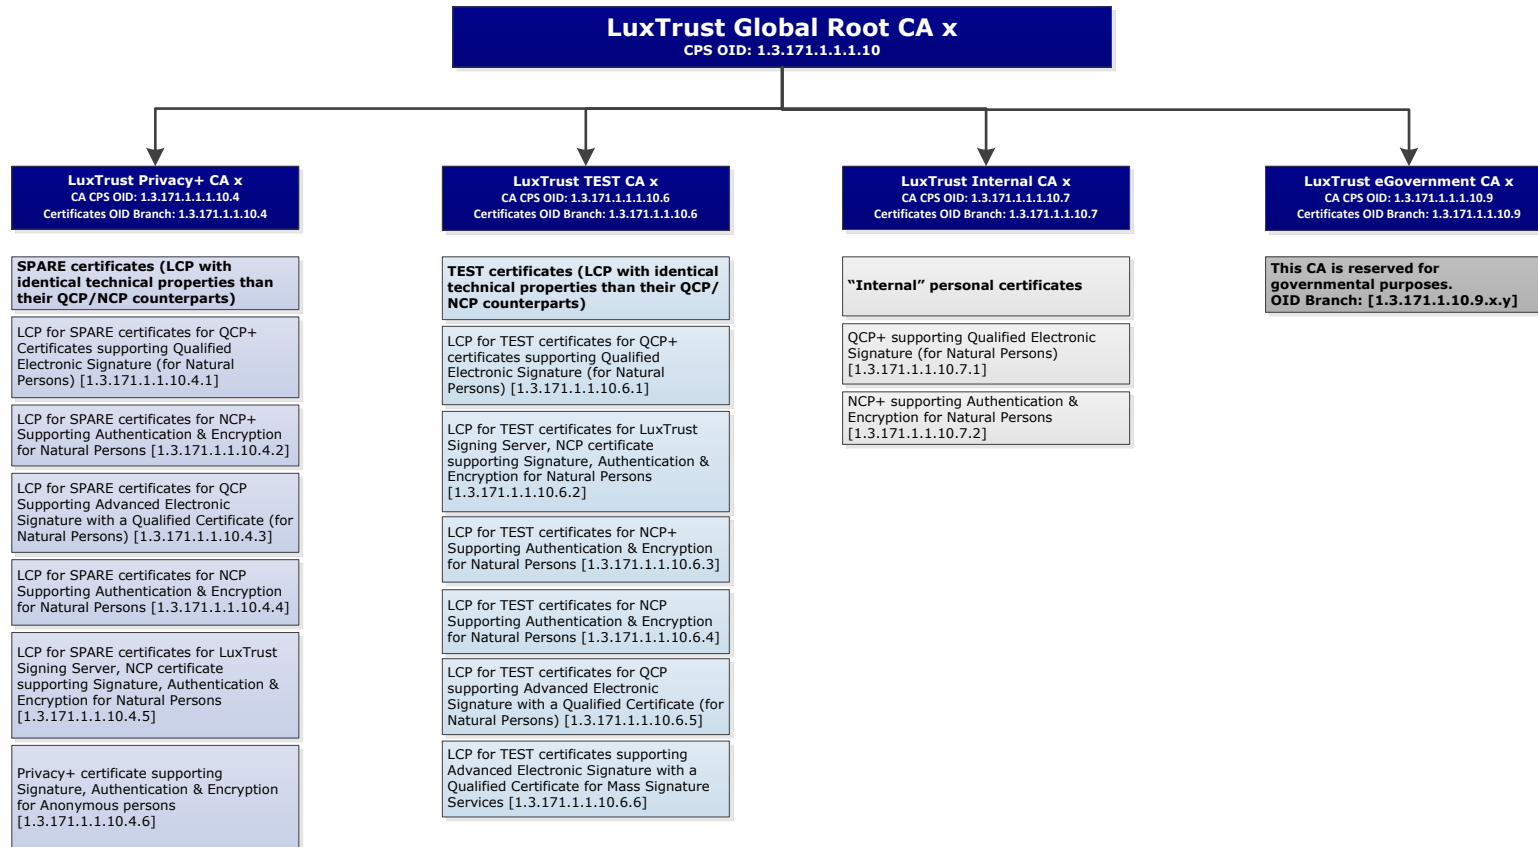 LuxTrust Global Root CA x
CPS OID: 1.3.171.1.1.1.10
LuxTrust Privacy+ CA x
CA CPS OID: 1.3.171.1.1.1.10.4
Certificates OID Branch: 1.3.171.1.1.10.4
SPARE certificates (LCP with
identical technical properties than
their QCP/NCP counterparts)
LCP for SPARE certificates for QCP+
Certificates supporting Qualified
Electronic Signature (for Natural
Persons) [1.3.171.1.1.10.4.1]
LCP for SPARE certificates for NCP+
Supporting Authentication & Encryption
for Natural Persons [1.3.171.1.1.10.4.2]
LCP for SPARE certificates for QCP
Supporting Advanced Electronic
Signature with a Qualified Certificate (for
Natural Persons) [1.3.171.1.1.10.4.3]
LCP for SPARE certificates for NCP
Supporting Authentication & Encryption
for Natural Persons [1.3.171.1.1.10.4.4]
LCP for SPARE certificates for LuxTrust
Signing Server, NCP certificate
supporting Signature, Authentication &
Encryption for Natural Persons
[1.3.171.1.1.10.4.5]
Privacy+ certificate supporting
Signature, Authentication & Encryption
for Anonymous persons
[1.3.171.1.1.10.4.6]
LuxTrust TEST CA x
CA CPS OID: 1.3.171.1.1.1.10.6
Certificates OID Branch: 1.3.171.1.1.10.6
TEST certificates (LCP with identical
technical properties than their QCP/
NCP counterparts)
LCP for TEST certificates for QCP+
certificates supporting Qualified
Electronic Signature (for Natural
Persons) [1.3.171.1.1.10.6.1]
LCP for TEST certificates for LuxTrust
Signing Server, NCP certificate
supporting Signature, Authentication &
Encryption for Natural Persons
[1.3.171.1.1.10.6.2]
LCP for TEST certificates for NCP+
Supporting Authentication & Encryption
for Natural Persons [1.3.171.1.1.10.6.3]
LCP for TEST certificates for NCP
Supporting Authentication & Encryption
for Natural Persons [1.3.171.1.1.10.6.4]
LCP for TEST certificates for QCP
supporting Advanced Electronic
Signature with a Qualified Certificate (for
Natural Persons) [1.3.171.1.1.10.6.5]
LCP for TEST certificates supporting
Advanced Electronic Signature with a
Qualified Certificate for Mass Signature
Services [1.3.171.1.1.10.6.6]
LuxTrust Internal CA x
CA CPS OID: 1.3.171.1.1.1.10.7
Certificates OID Branch: 1.3.171.1.1.10.7
“Internal” personal certificates
QCP+ supporting Qualified Electronic
Signature (for Natural Persons)
[1.3.171.1.1.10.7.1]
NCP+ supporting Authentication &
Encryption for Natural Persons
[1.3.171.1.1.10.7.2]
LuxTrust eGovernment CA x
CA CPS OID: 1.3.171.1.1.1.10.9
Certificates OID Branch: 1.3.171.1.1.10.9
This CA is reserved for
governmental purposes.
OID Branch: [1.3.171.1.10.9.x.y]